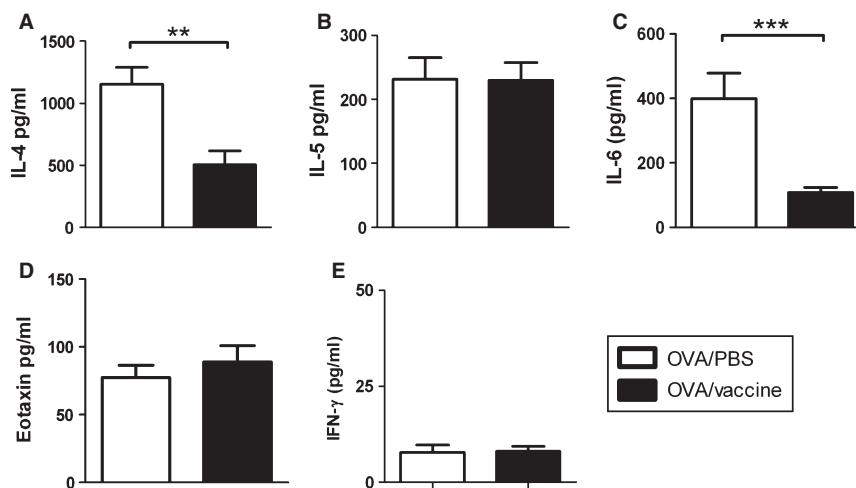 A
**
IL-4 pg/ml
1500
1000
500
0
B
IL-5 pg/ml
300
200
100
0
C
***
IL-6 (pg/ml)
600
400
200
0
D
Eotaxin pg/ml
150
100
50
0
E
IFN-γ (pg/ml)
50
25
0
OVA/PBS
OVA/vaccine